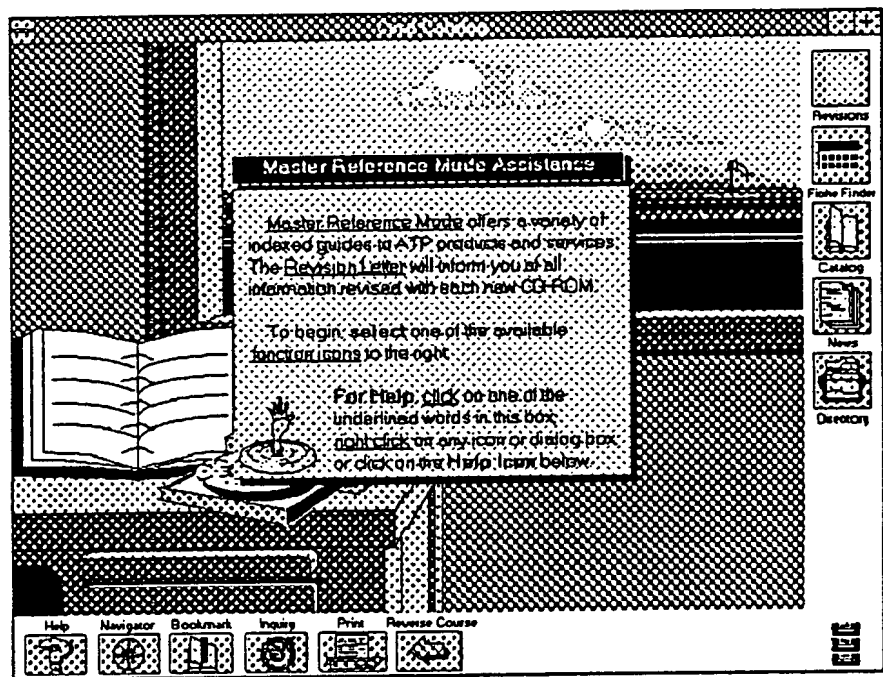 Master Reference Mode Assistance
Master Reference Mode offers a variety of
indexed guides to ATP products and services.
The Revision Letter will inform you of all
information revised with each new CD-ROM.
To begin, select one of the available
function icons to the right.
For Help, click on one of the
underlined words in this box,
right click on any icon or dialog box,
or click on the Help Icon below.
Revisions
Fiche Finder
Catalog
News
Directory
Help Navigator Bookmark Inquiry Print Reverse Course